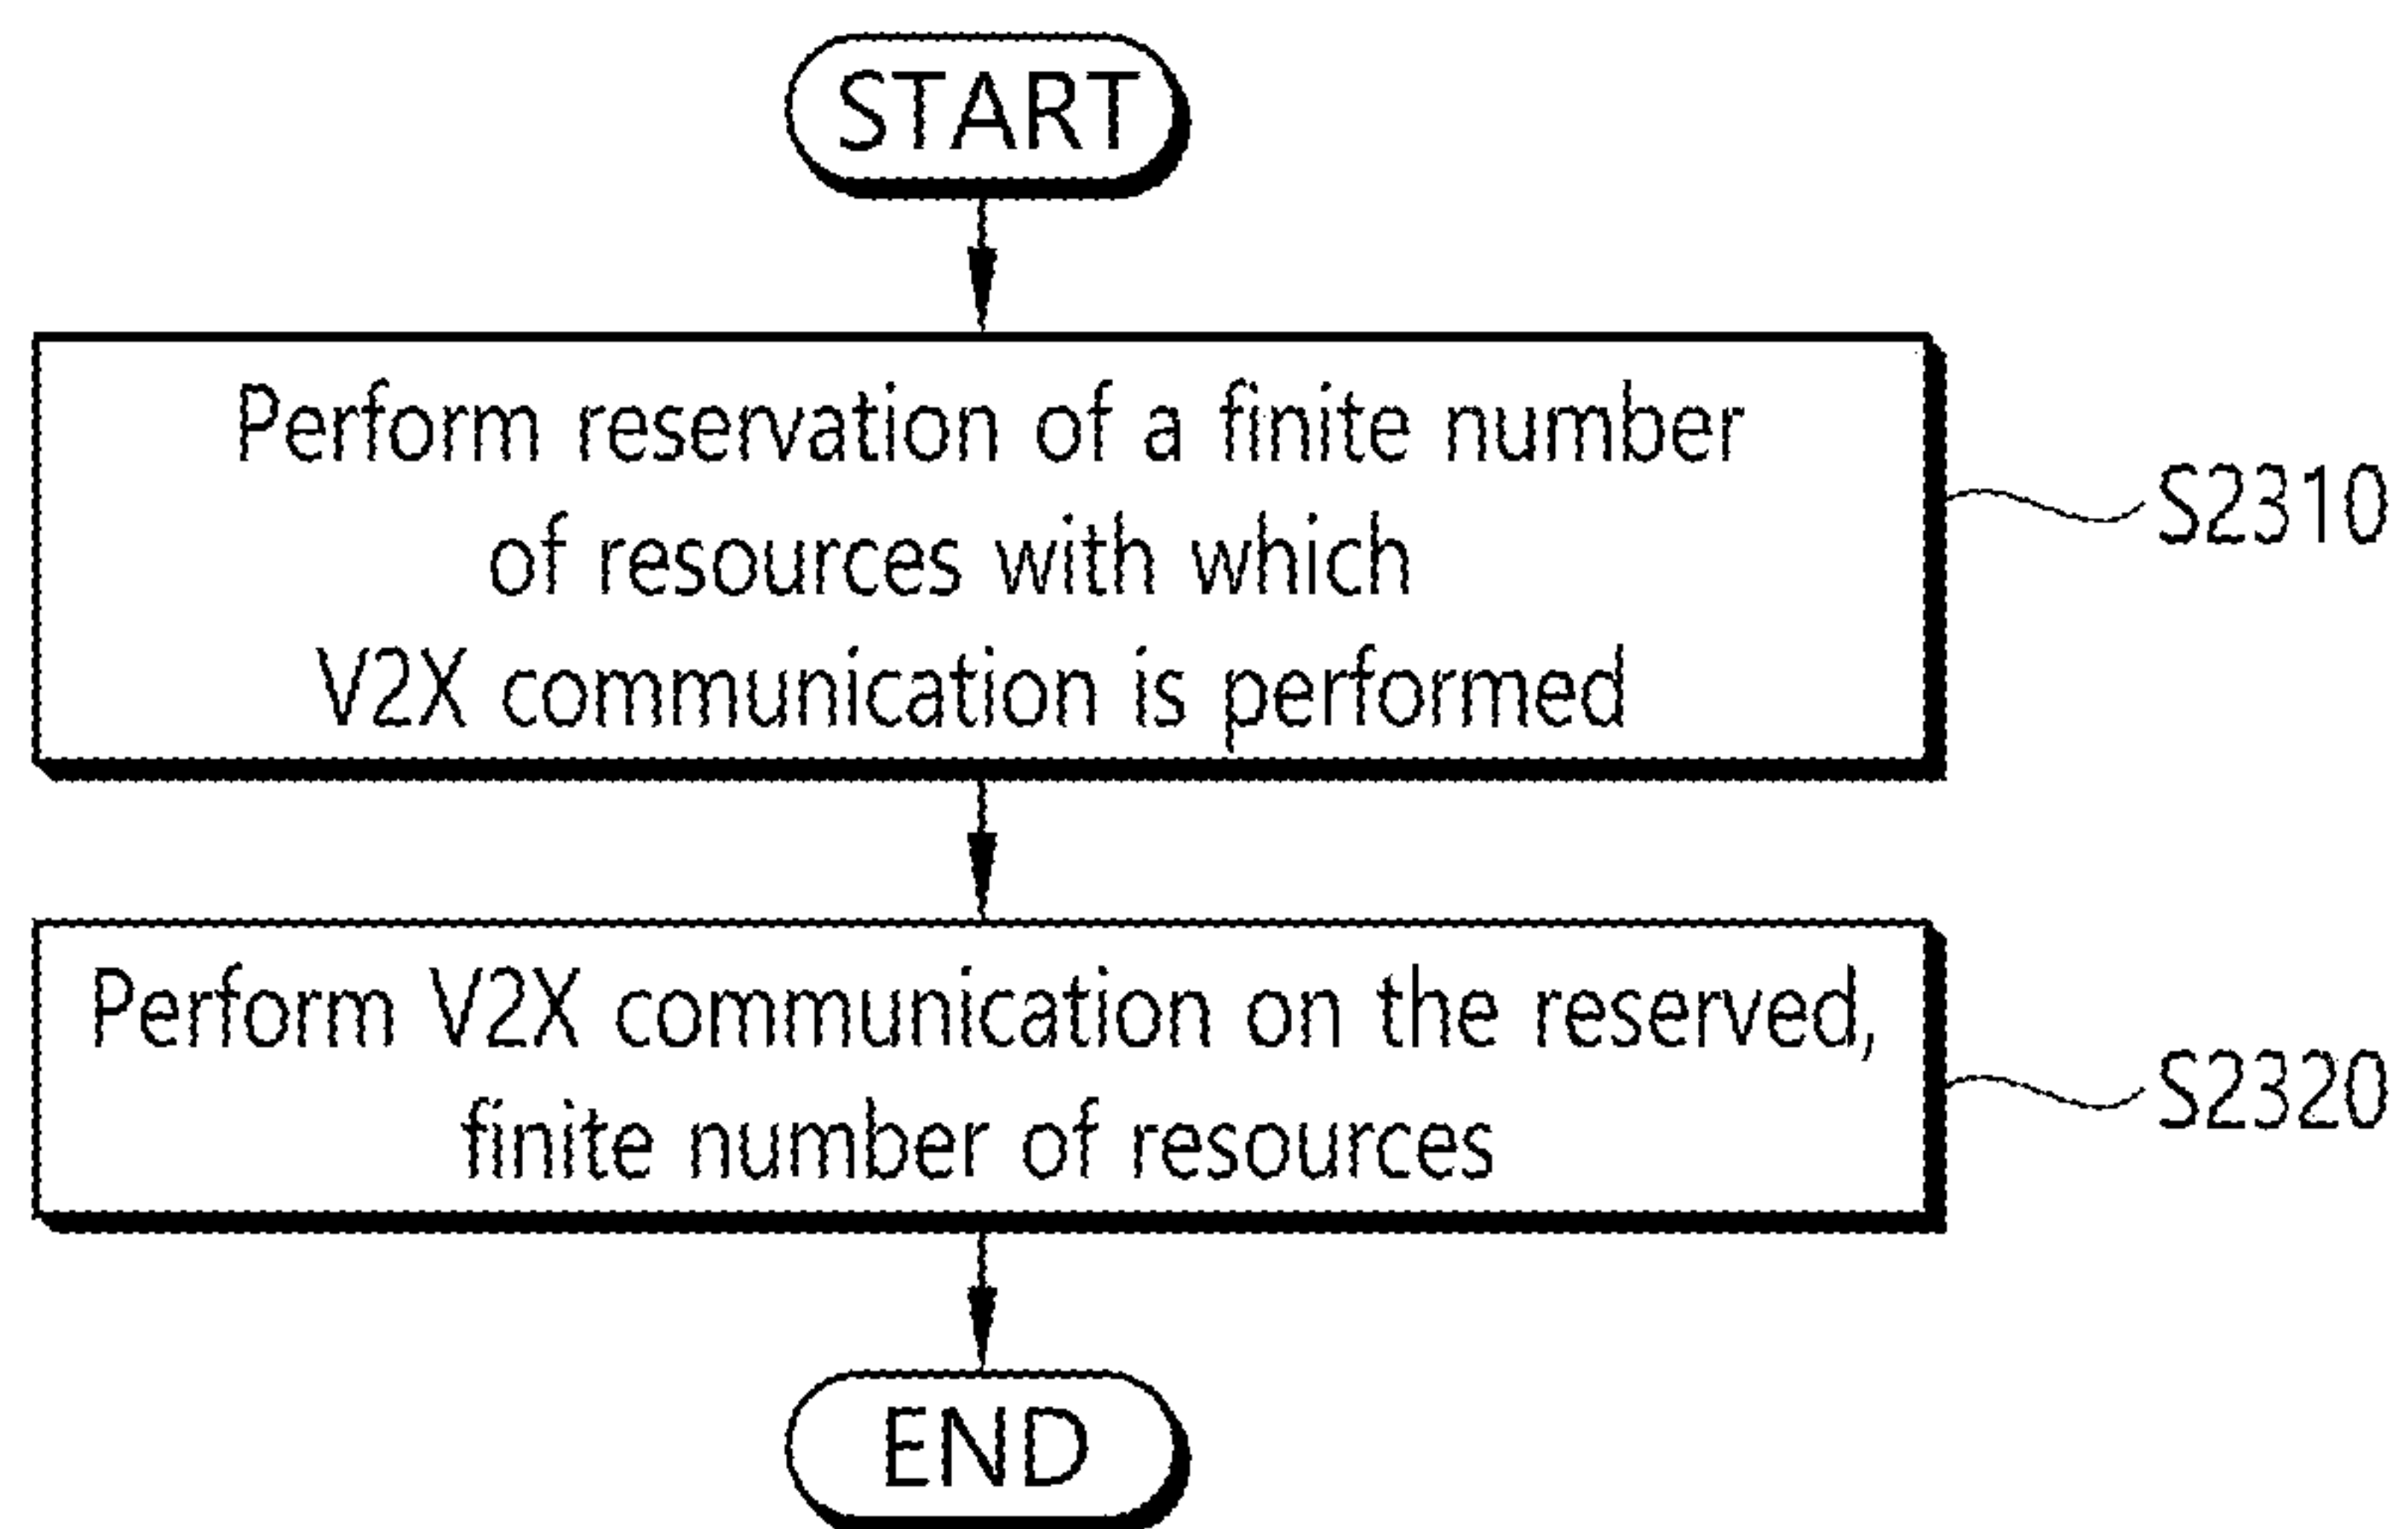 START
Perform reservation of a finite number
of resources with which
V2X communication is performed
S2310
Perform V2X communication on the reserved,
finite number of resources
S2320
END